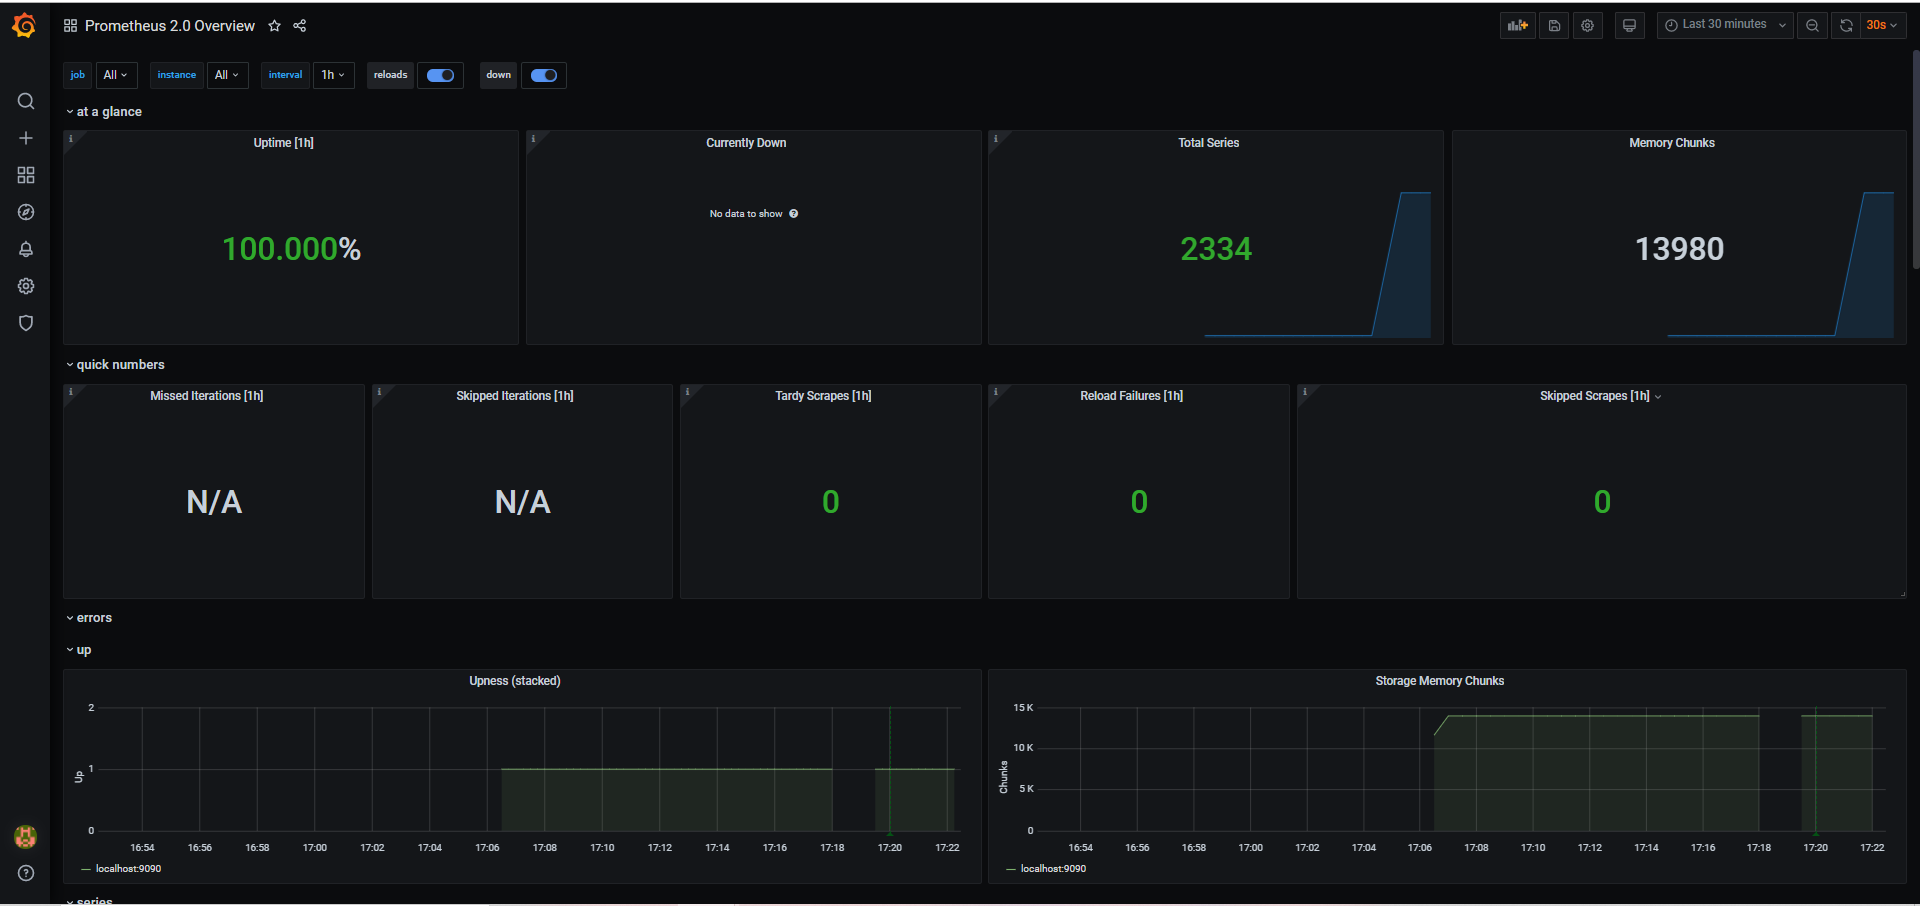 Prometheus 2.0 Overview
Last 30 minutes
30s
job All instance All interval 1h reloads down
at a glance
Uptime [1h]
100.000%
Currently Down
No data to show
Total Series
2334
Memory Chunks
13980
quick numbers
Missed Iterations [1h]
N/A
Skipped Iterations [1h]
N/A
Tardy Scrapes [1h]
0
Reload Failures [1h]
0
Skipped Scrapes [1h]
0
errors
up
Upness (stacked)
2
1
0
Up
16:54 16:56 16:58 17:00 17:02 17:04 17:06 17:08 17:10 17:12 17:14 17:16 17:18 17:20 17:22
localhost:9090
Storage Memory Chunks
15 K
10 K
5 K
0
Chunks
16:54 16:56 16:58 17:00 17:02 17:04 17:06 17:08 17:10 17:12 17:14 17:16 17:18 17:20 17:22
localhost:9090
series